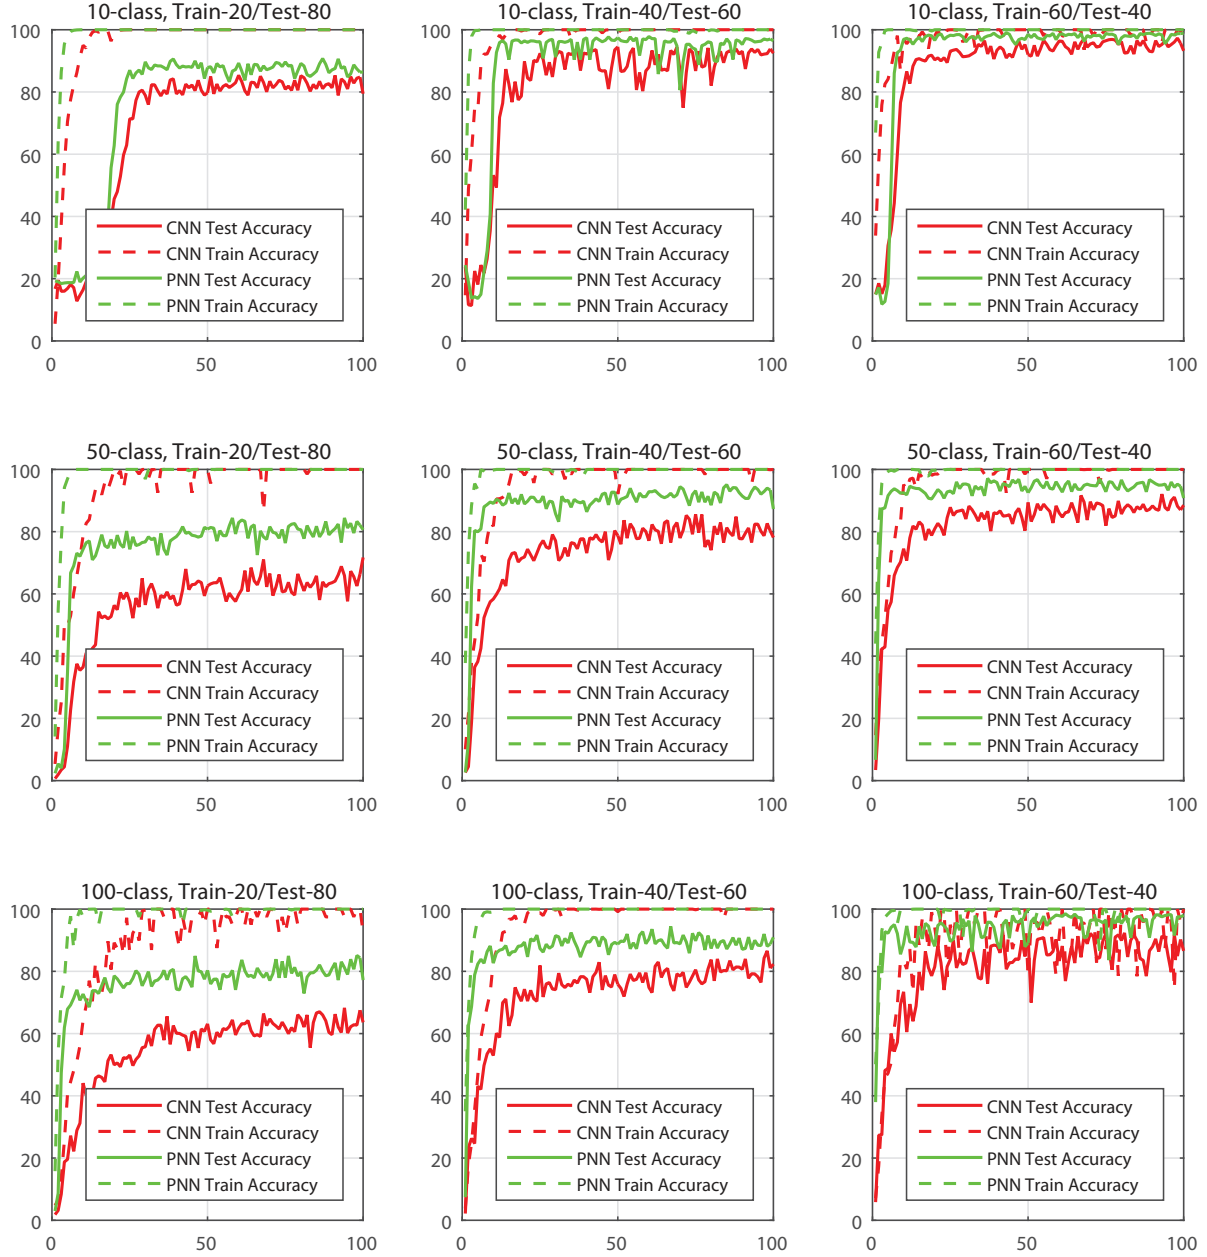 10-class, Train-20/Test-80
100
80
60
40
20
0
0
50
100
CNN Test Accuracy
CNN Train Accuracy
PNN Test Accuracy
PNN Train Accuracy
10-class, Train-40/Test-60
100
80
60
40
20
0
0
50
100
CNN Test Accuracy
CNN Train Accuracy
PNN Test Accuracy
PNN Train Accuracy
10-class, Train-60/Test-40
100
80
60
40
20
0
0
50
100
CNN Test Accuracy
CNN Train Accuracy
PNN Test Accuracy
PNN Train Accuracy
50-class, Train-20/Test-80
100
80
60
40
20
0
0
50
100
CNN Test Accuracy
CNN Train Accuracy
PNN Test Accuracy
PNN Train Accuracy
50-class, Train-40/Test-60
100
80
60
40
20
0
0
50
100
CNN Test Accuracy
CNN Train Accuracy
PNN Test Accuracy
PNN Train Accuracy
50-class, Train-60/Test-40
100
80
60
40
20
0
0
50
100
CNN Test Accuracy
CNN Train Accuracy
PNN Test Accuracy
PNN Train Accuracy
100-class, Train-20/Test-80
100
80
60
40
20
0
0
50
100
CNN Test Accuracy
CNN Train Accuracy
PNN Test Accuracy
PNN Train Accuracy
100-class, Train-40/Test-60
100
80
60
40
20
0
0
50
100
CNN Test Accuracy
CNN Train Accuracy
PNN Test Accuracy
PNN Train Accuracy
100-class, Train-60/Test-40
100
80
60
40
20
0
0
50
100
CNN Test Accuracy
CNN Train Accuracy
PNN Test Accuracy
PNN Train Accuracy